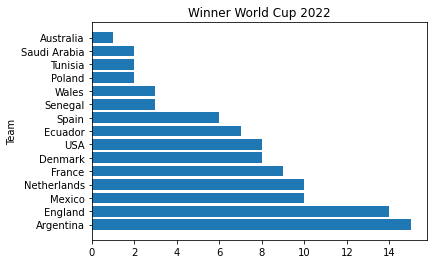 Winner World Cup 2022
Team
Australia
Saudi Arabia
Tunisia
Poland
Wales
Senegal
Spain
Ecuador
USA
Denmark
France
Netherlands
Mexico
England
Argentina
0 2 4 6 8 10 12 14